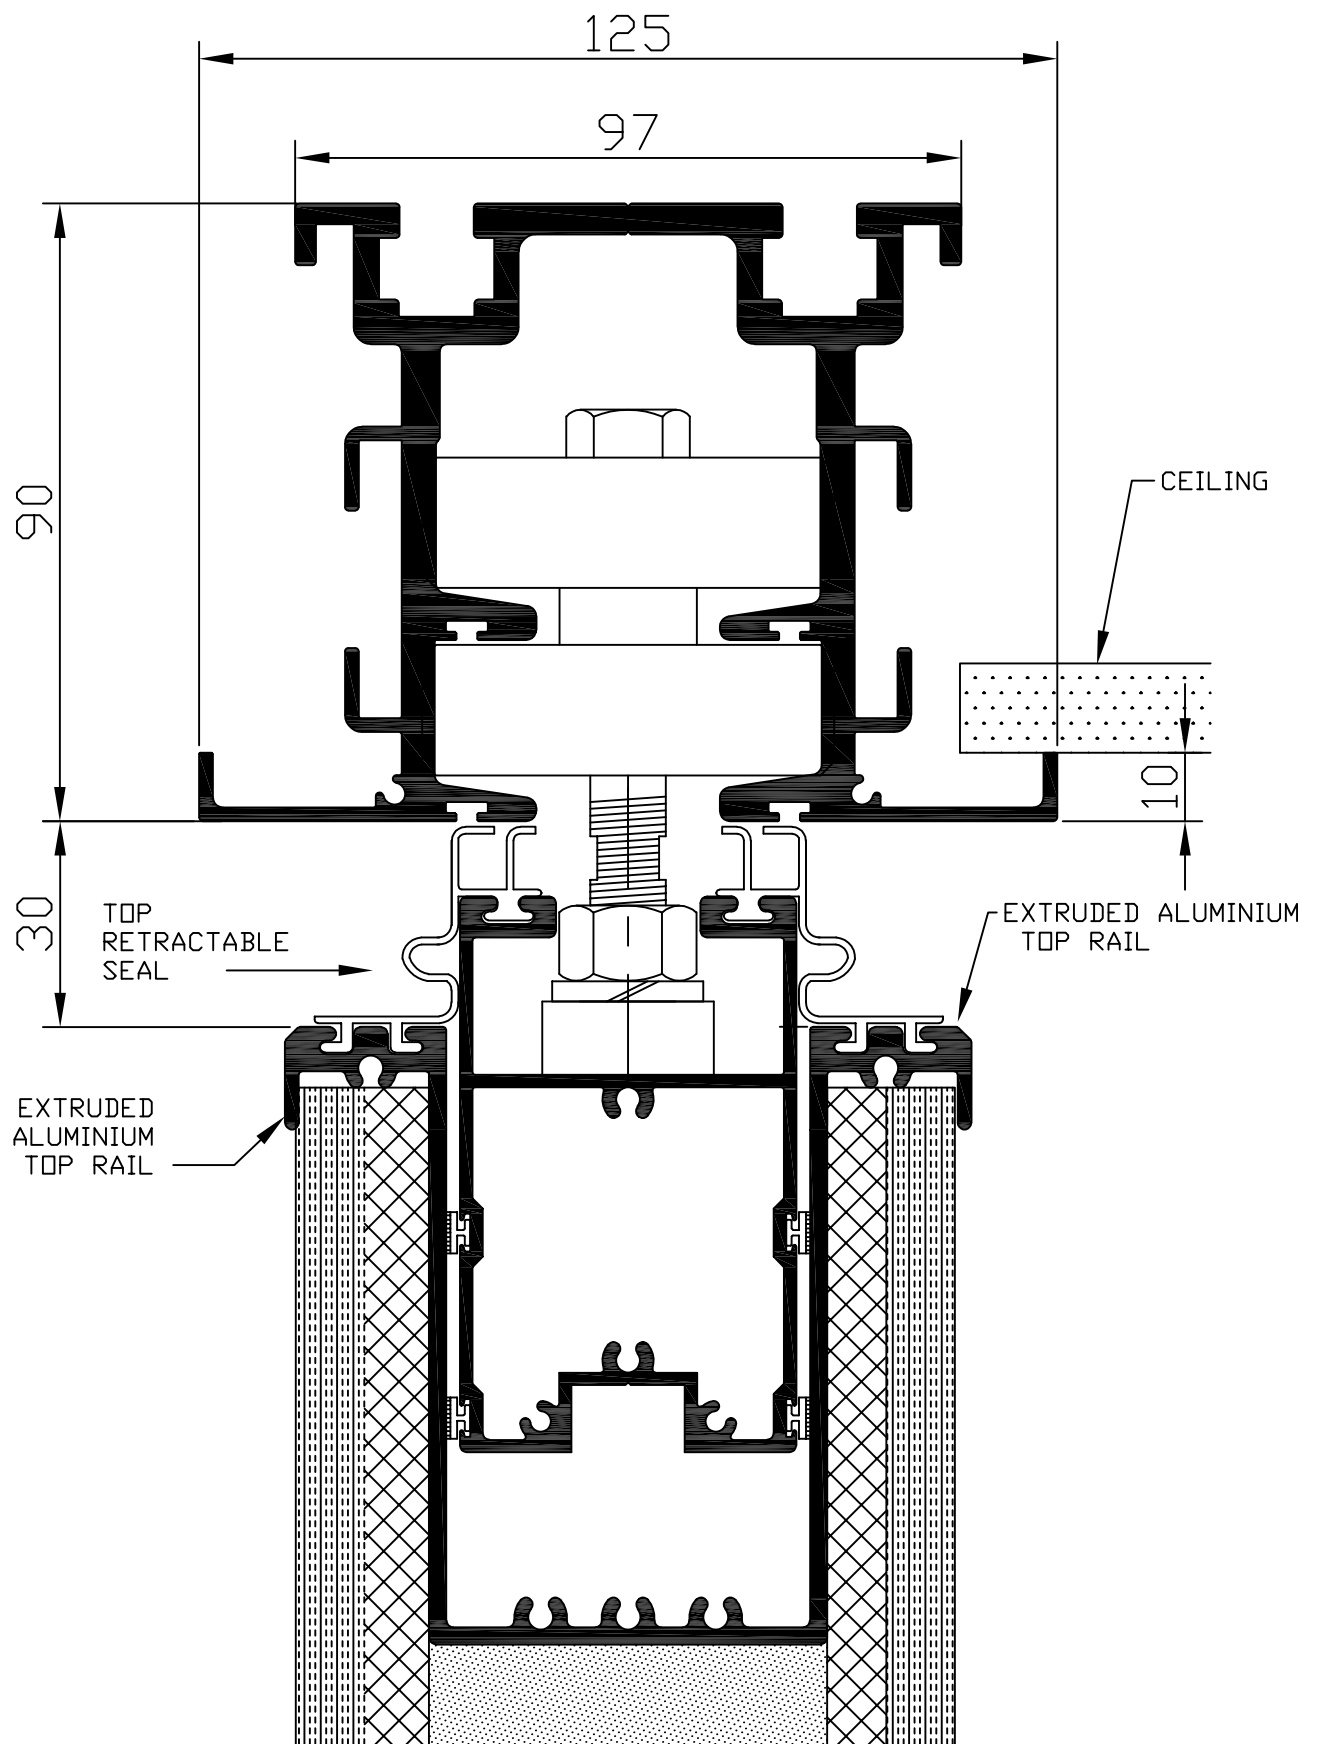 125
97
90
CEILING
10
30
TOP
RETRACTABLE
SEAL
EXTRUDED ALUMINIUM
TOP RAIL
EXTRUDED
ALUMINIUM
TOP RAIL